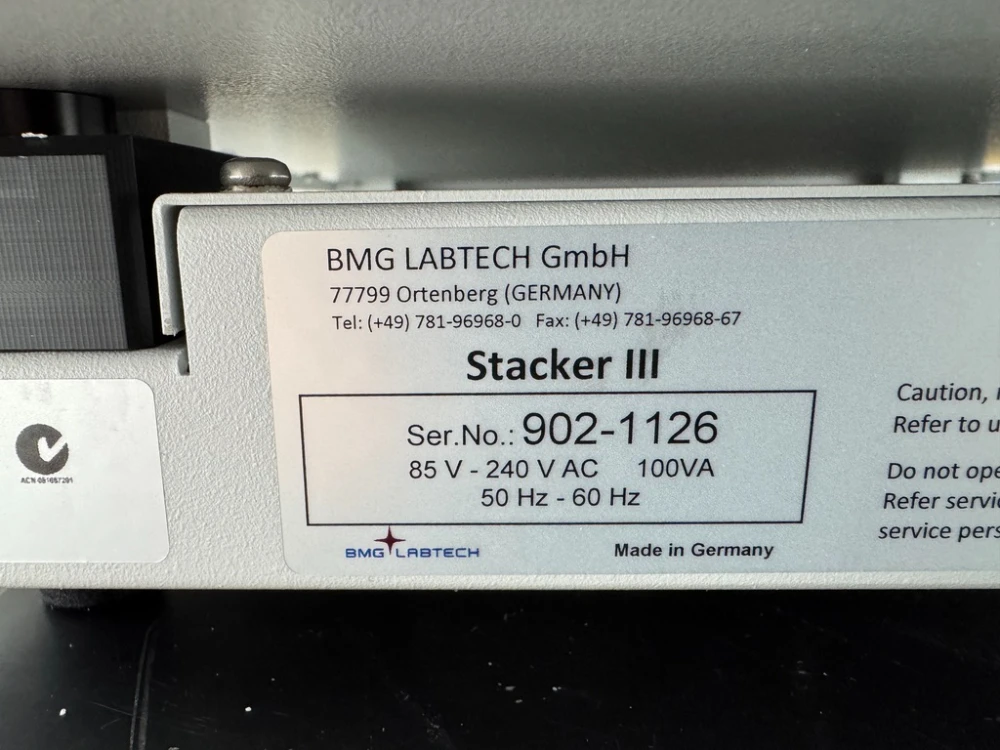 BMG LABTECH GmbH
77799 Ortenberg (GERMANY)
Tel: (+49) 781-96968-0 Fax: (+49) 781-96968-67
Stacker III
Ser.No.: 902-1126
85 V - 240 V AC 100VA
50 Hz - 60 Hz
BMG LABTECH
Made in Germany
Caution,
Refer to
Do not
Refer
service
ACN